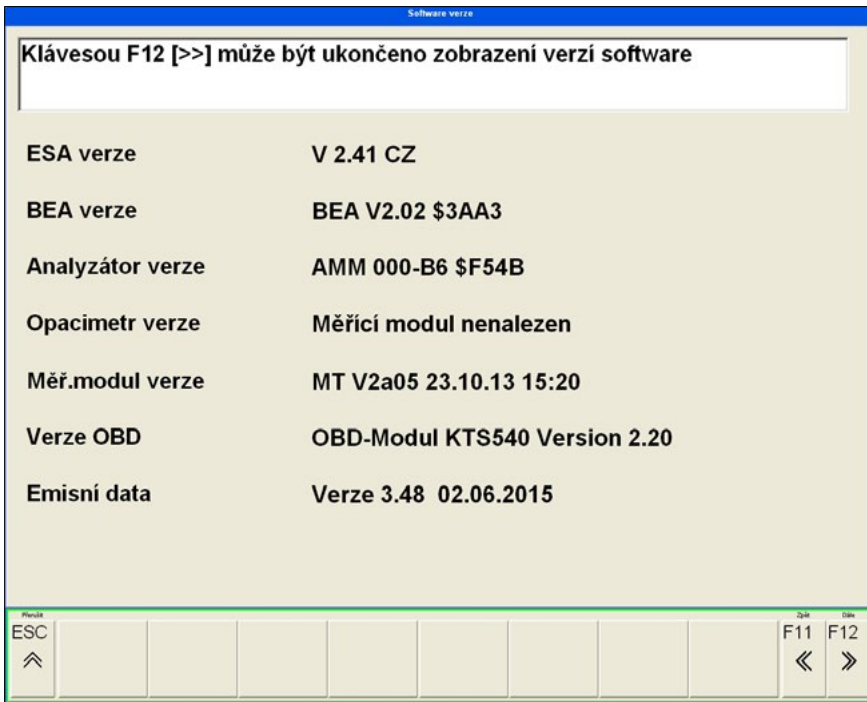 Software verze
Klávesou F12 [>>] může být ukončeno zobrazení verzí software
ESA verze V 2.41 CZ
BEA verze BEA V2.02 $3AA3
Analyzátor verze AMM 000-B6 $F54B
Opacimetr verze Měřící modul nenalezen
Měř.modul verze MT V2a05 23.10.13 15:20
Verze OBD OBD-Modul KTS540 Version 2.20
Emisní data Verze 3.48 02.06.2015
Přerušit Zpět Dále
ESC F11 F12